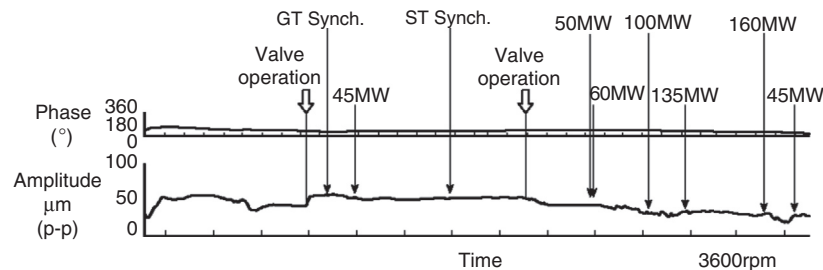 GT Synch.
ST Synch.
50MW
100MW
160MW
Valve
operation
Valve
operation
45MW
60MW
135MW
45MW
Phase
(°)
360
180
0
Amplitude
μm
(p-p)
100
50
0
Time
3600rpm